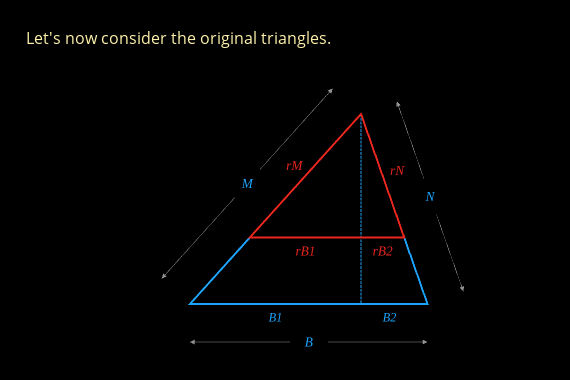 Let's now consider the original triangles.
rM
rN
M
N
rB1
rB2
B1
B2
B